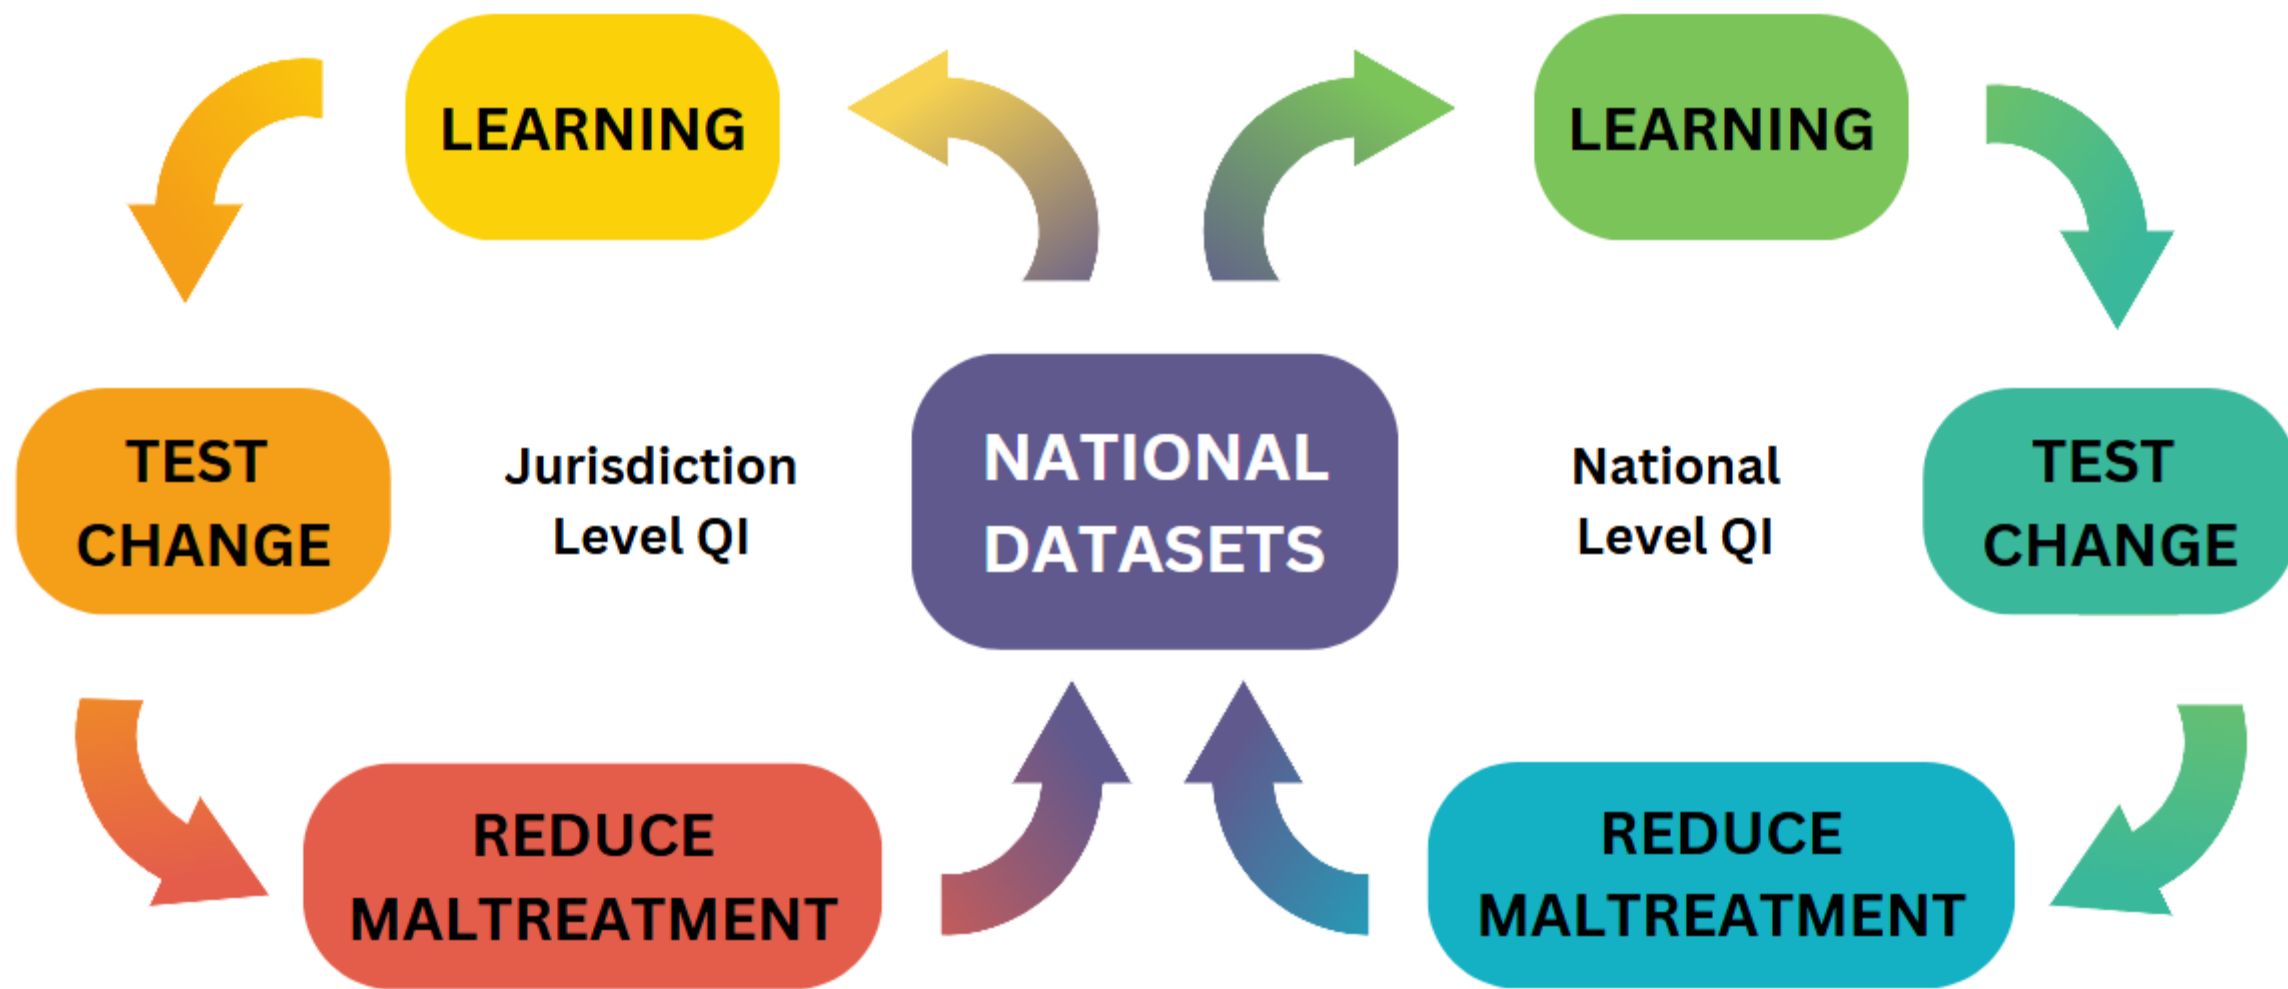 LEARNING
LEARNING
TEST
CHANGE
Jurisdiction
Level QI
NATIONAL
DATASETS
National
Level QI
TEST
CHANGE
REDUCE
MALTREATMENT
REDUCE
MALTREATMENT